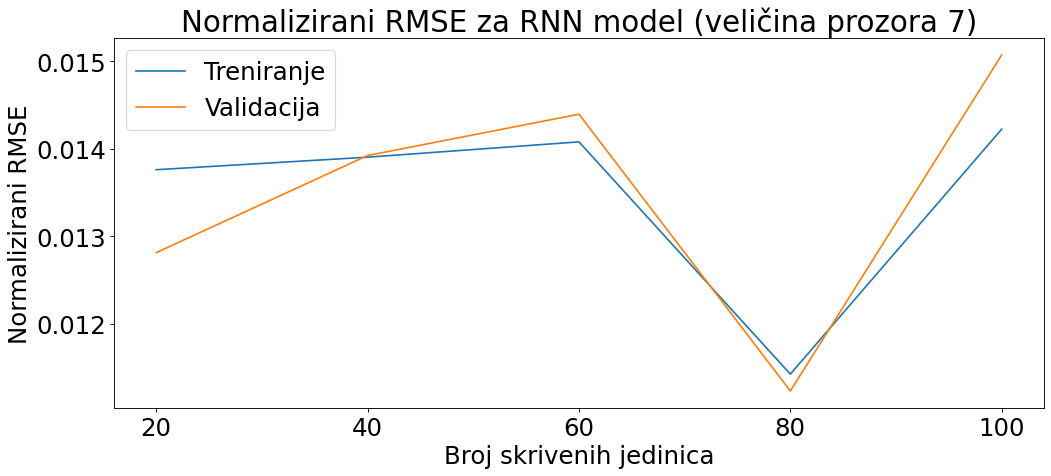 Normalizirani RMSE za RNN model (veličina prozora 7)
Treniranje
Validacija
Normalizirani RMSE
0.015
0.014
0.013
0.012
20 40 60 80 100
Broj skrivenih jedinica